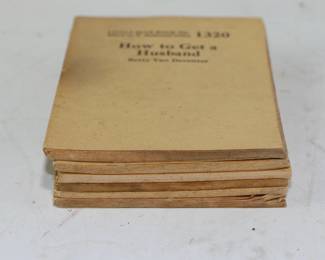 1320
How to Get a
Husband
Betty Van Deventer